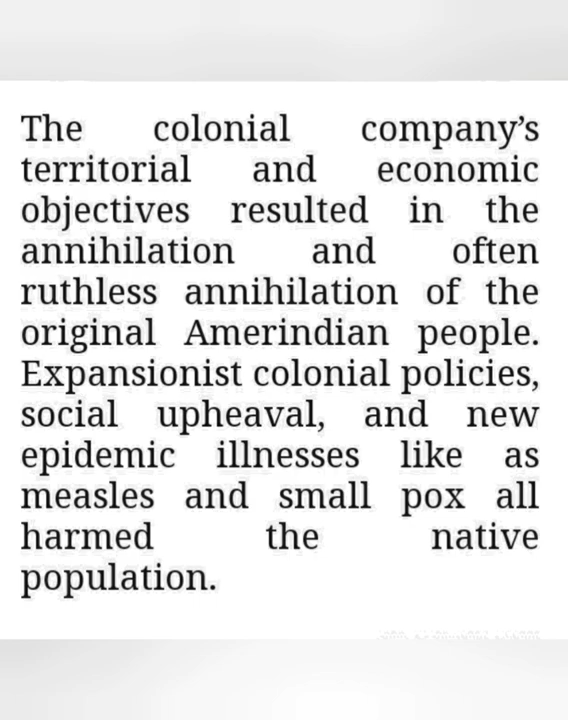 The colonial company’s
territorial and economic
objectives resulted in the
annihilation and often
ruthless annihilation of the
original Amerindian people.
Expansionist colonial policies,
social upheaval, and new
epidemic illnesses like as
measles and small pox all
harmed the native
population.